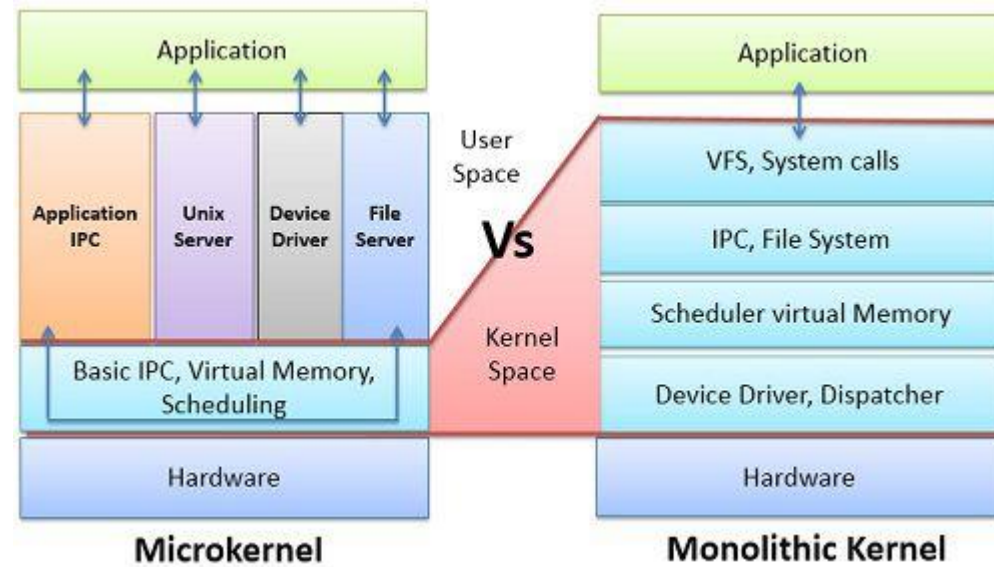 Application
Application
IPC
Unix
Server
Device
Driver
File
Server
Basic IPC, Virtual Memory,
Scheduling
Hardware
Microkernel
User
Space
Vs
Kernel
Space
Application
VFS, System calls
IPC, File System
Scheduler virtual Memory
Device Driver, Dispatcher
Hardware
Monolithic Kernel